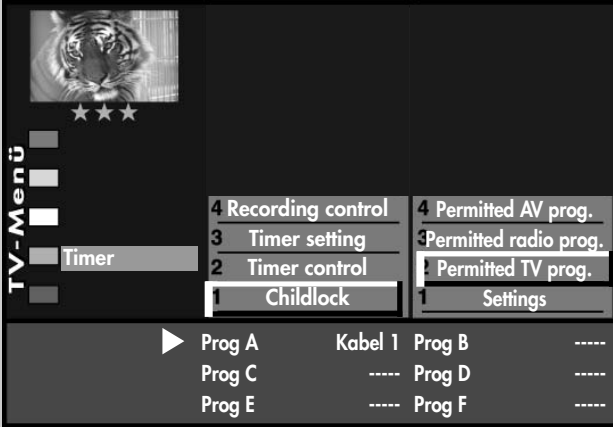 TV-Menü
4 Recording control 4 Permitted AV prog.
3 Timer setting 3 Permitted radio prog.
Timer 2 Timer control 2 Permitted TV prog.
1 Childlock 1 Settings
Prog A Kabel 1 Prog B -----
Prog C ----- Prog D -----
Prog E ----- Prog F -----